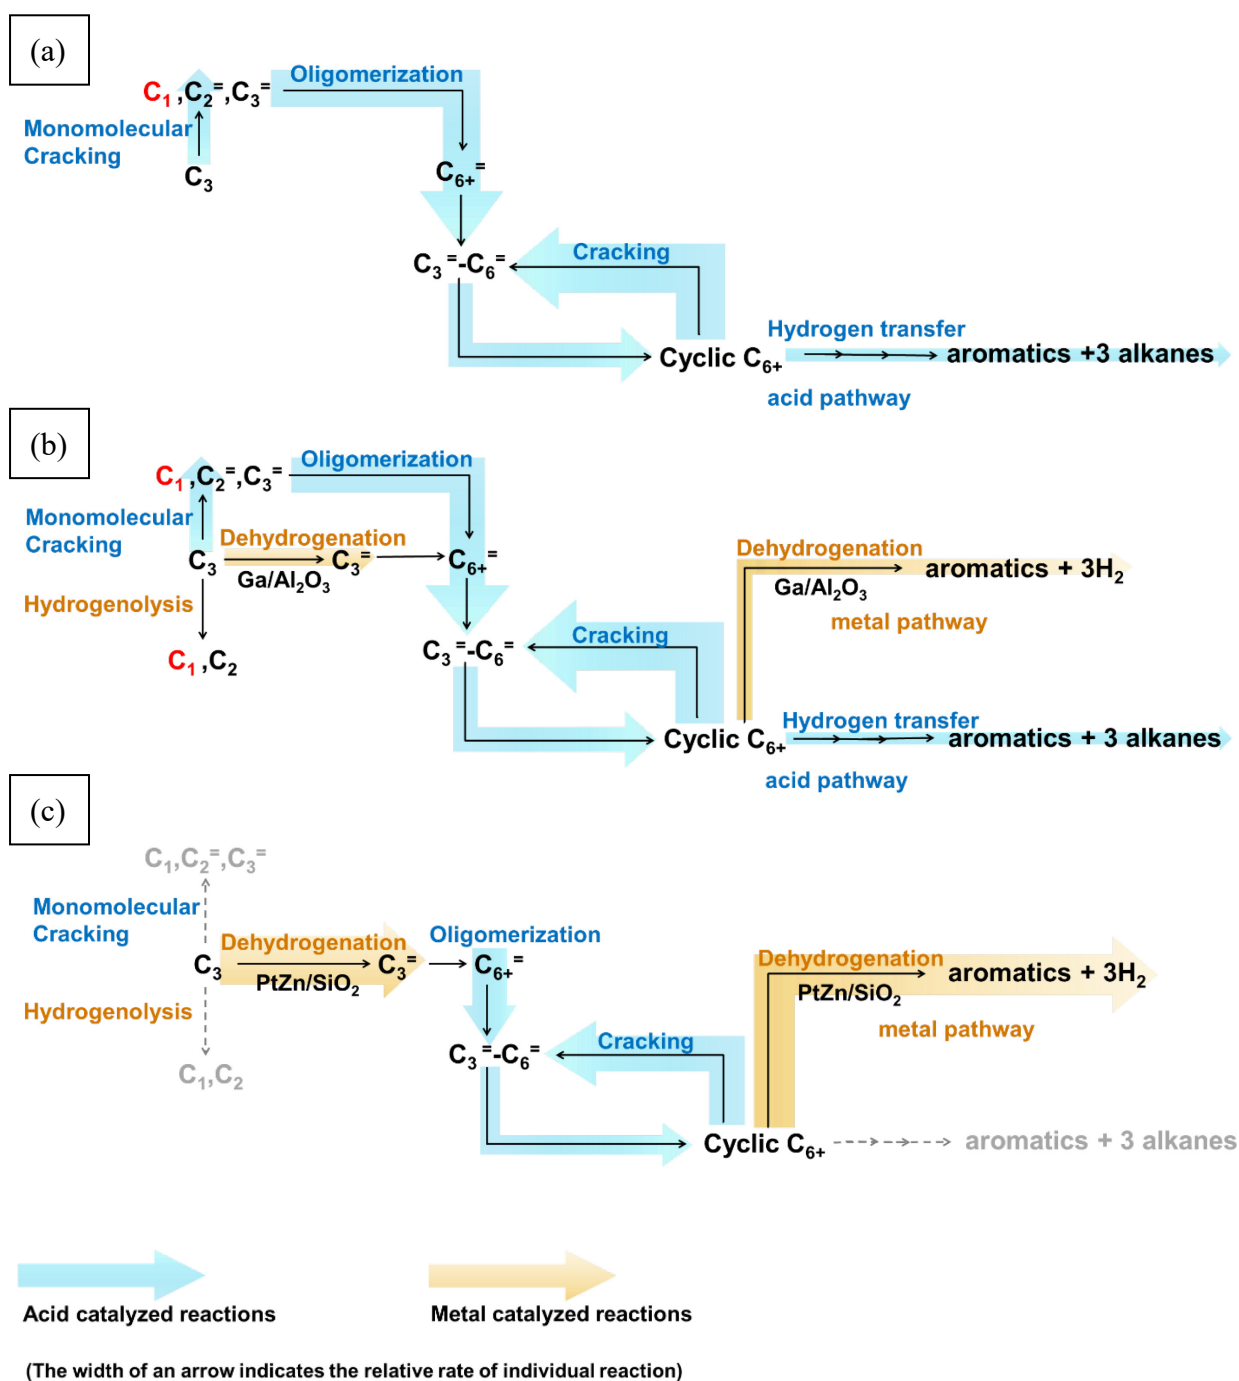 (a)
C₁,C₂⁼,C₃⁼
Oligomerization
Monomolecular
Cracking
C₃
C₆₊⁼
C₃⁼-C₆⁼
Cracking
Cyclic C₆₊
Hydrogen transfer
aromatics +3 alkanes
acid pathway
(b)
C₁,C₂⁼,C₃⁼
Oligomerization
Monomolecular
Cracking
Dehydrogenation
C₃
C₃⁼
C₆₊⁼
Ga/Al₂O₃
Hydrogenolysis
C₁,C₂
C₃⁼-C₆⁼
Cracking
Dehydrogenation
aromatics + 3H₂
Ga/Al₂O₃
metal pathway
Cyclic C₆₊
Hydrogen transfer
aromatics + 3 alkanes
acid pathway
(c)
C₁,C₂⁼,C₃⁼
Monomolecular
Cracking
Dehydrogenation
Oligomerization
C₃
C₃⁼
C₆₊⁼
PtZn/SiO₂
Hydrogenolysis
C₁,C₂
C₃⁼-C₆⁼
Cracking
Dehydrogenation
aromatics + 3H₂
PtZn/SiO₂
metal pathway
Cyclic C₆₊
aromatics + 3 alkanes
Acid catalyzed reactions
Metal catalyzed reactions
(The width of an arrow indicates the relative rate of individual reaction)